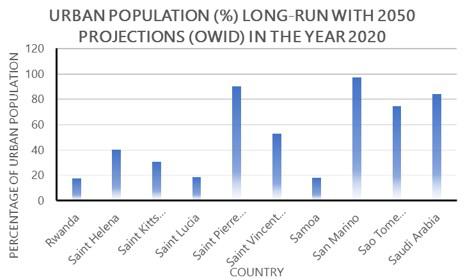 URBAN POPULATION (%) LONG-RUN WITH 2050
PROJECTIONS (OWID) IN THE YEAR 2020
PERCENTAGE OF URBAN POPULATION
120
100
80
60
40
20
0
Rwanda
Saint Helena
Saint Kitts...
Saint Lucia
Saint Pierre...
Saint Vincent...
Samoa
San Marino
Sao Tome...
Saudi Arabia
COUNTRY